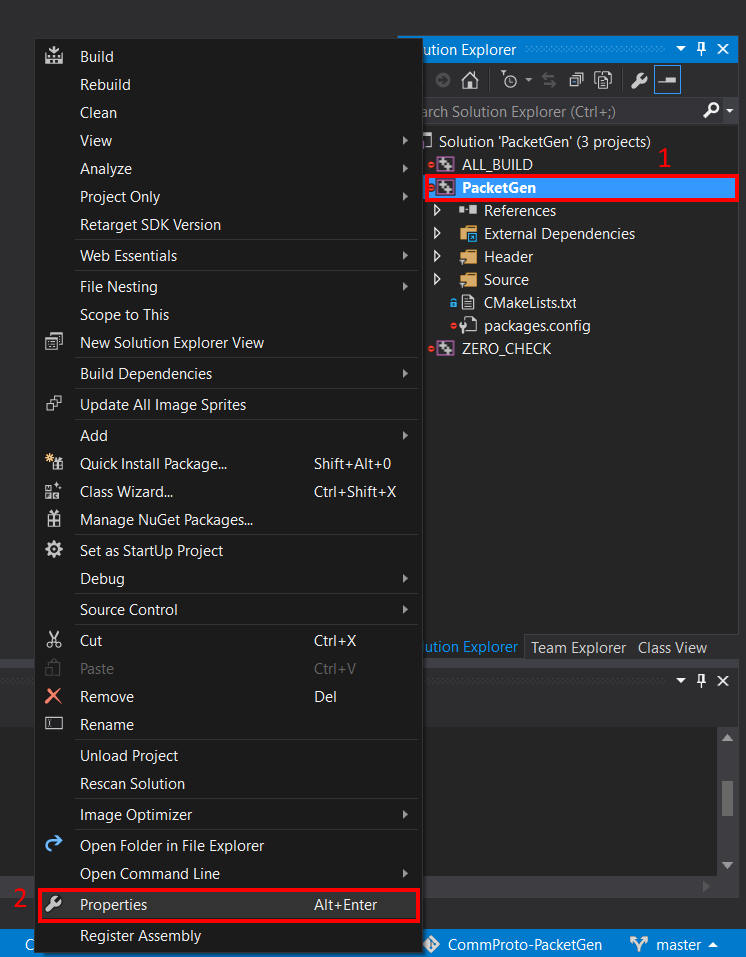 Build
Rebuild
Clean
View
Analyze
Project Only
Retarget SDK Version
Web Essentials
File Nesting
Scope to This
New Solution Explorer View
Build Dependencies
Update All Image Sprites
Add
Quick Install Package... Shift+Alt+0
Class Wizard... Ctrl+Shift+X
Manage NuGet Packages...
Set as StartUp Project
Debug
Source Control
Cut Ctrl+X
Paste Ctrl+V
Remove Del
Rename
Unload Project
Rescan Solution
Image Optimizer
Open Folder in File Explorer
Open Command Line
2
Properties Alt+Enter
Register Assembly
ution Explorer
arch Solution Explorer (Ctrl+;)
Solution 'PacketGen' (3 projects)
1
ALL_BUILD
PacketGen
References
External Dependencies
Header
Source
CMakeLists.txt
packages.config
ZERO_CHECK
ution Explorer Team Explorer Class View
C
CommProto-PacketGen master